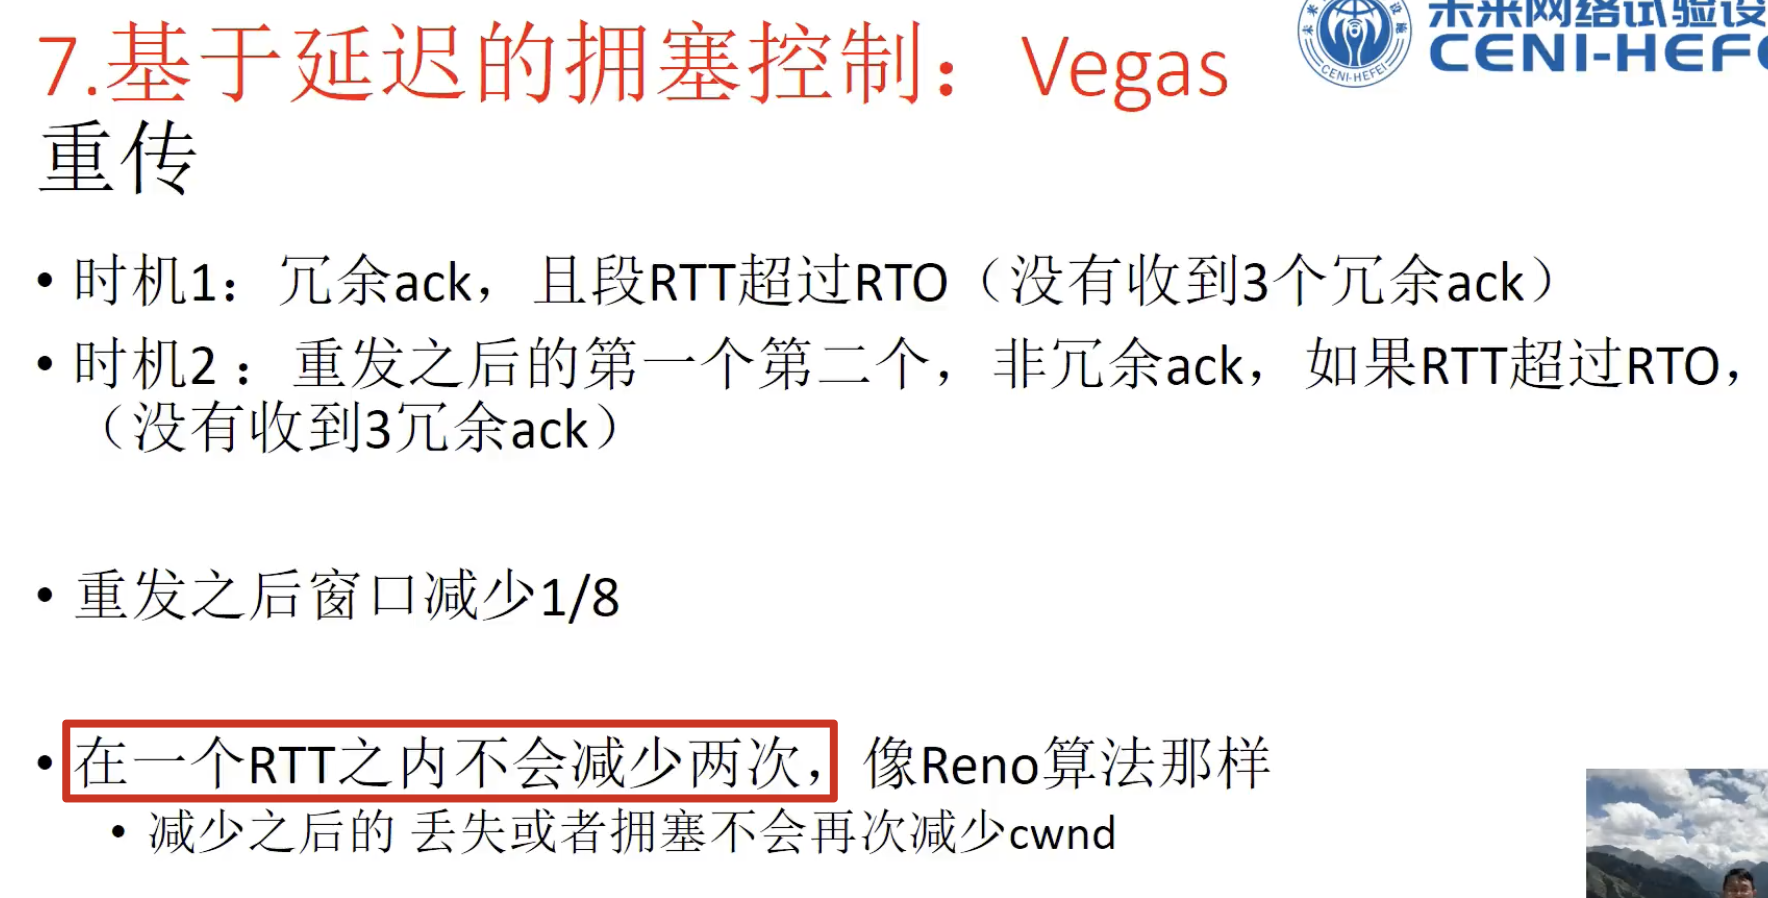 7.基于延迟的拥塞控制：Vegas
未来网络试验设
CENI-HEF
CENI-HEFEI
重传
• 时机1：冗余ack，且段RTT超过RTO（没有收到3个冗余ack）
• 时机2 ：重发之后的第一个第二个，非冗余ack，如果RTT超过RTO，
（没有收到3冗余ack）
• 重发之后窗口减少1/8
• 在一个RTT之内不会减少两次，像Reno算法那样
• 减少之后的 丢失或者拥塞不会再次减少cwnd